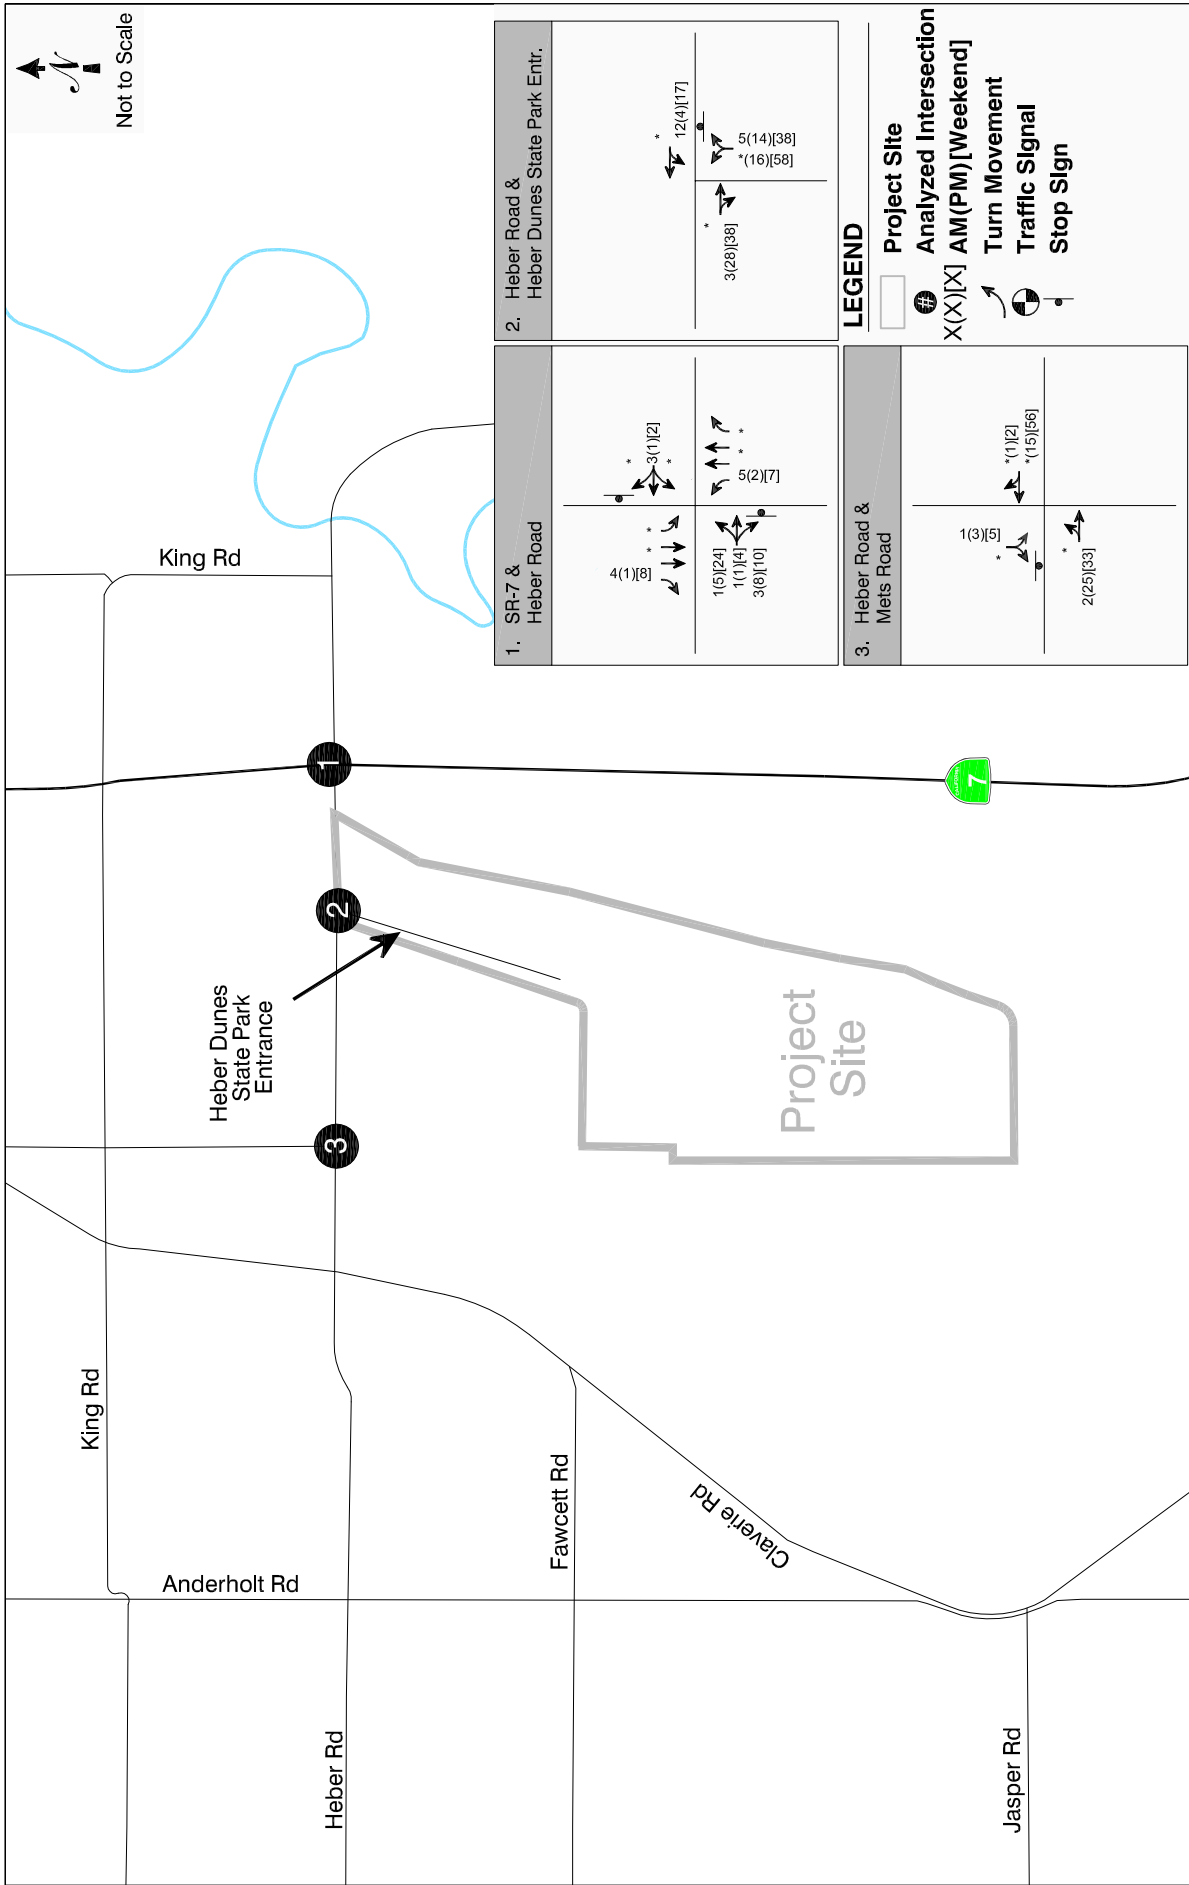 Not to Scale
King Rd
King Rd
Anderholt Rd
Heber Rd
Fawcett Rd
Claverie Rd
Jasper Rd
Heber Dunes
State Park
Entrance
1
2
3
7
Project
Site
1. SR-7 &
Heber Road
4(1)[8]
*
*
*
3(1)[2]
*
1(5)[24]
1(1)[4]
3(8)[10]
5(2)[7]
*
*
2. Heber Road &
Heber Dunes State Park Entr.
*
12(4)[17]
*
3(28)[38]
5(14)[38]
*(16)[58]
3. Heber Road &
Mets Road
1(3)[5]
*
*(1)[2]
*(15)[56]
*
2(25)[33]
LEGEND
Project Site
# Analyzed Intersection
X(X)[X] AM(PM)[Weekend]
Turn Movement
Traffic Signal
Stop Sign